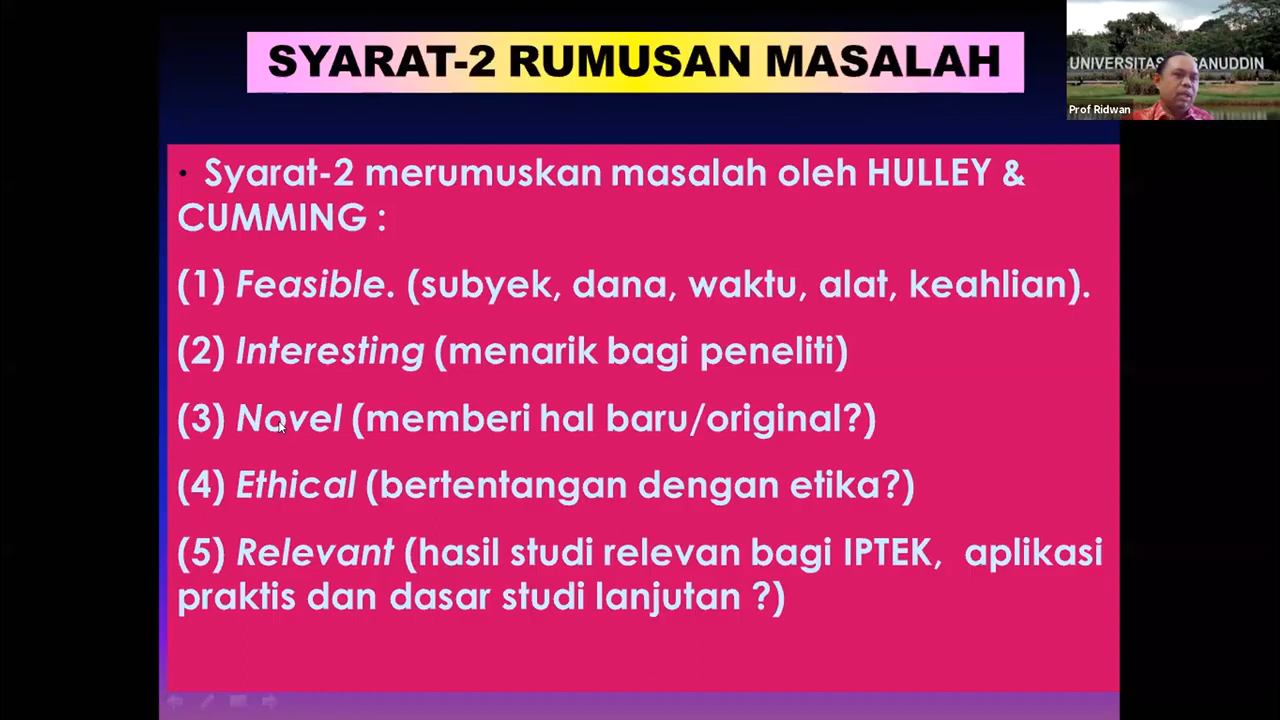 SYARAT-2 RUMUSAN MASALAH
UNIVERSITAS SANUDDIN
Prof Ridwan
• Syarat-2 merumuskan masalah oleh HULLEY &
CUMMING :
(1) Feasible. (subyek, dana, waktu, alat, keahlian).
(2) Interesting (menarik bagi peneliti)
(3) Novel (memberi hal baru/original?)
(4) Ethical (bertentangan dengan etika?)
(5) Relevant (hasil studi relevan bagi IPTEK, aplikasi
praktis dan dasar studi lanjutan ?)